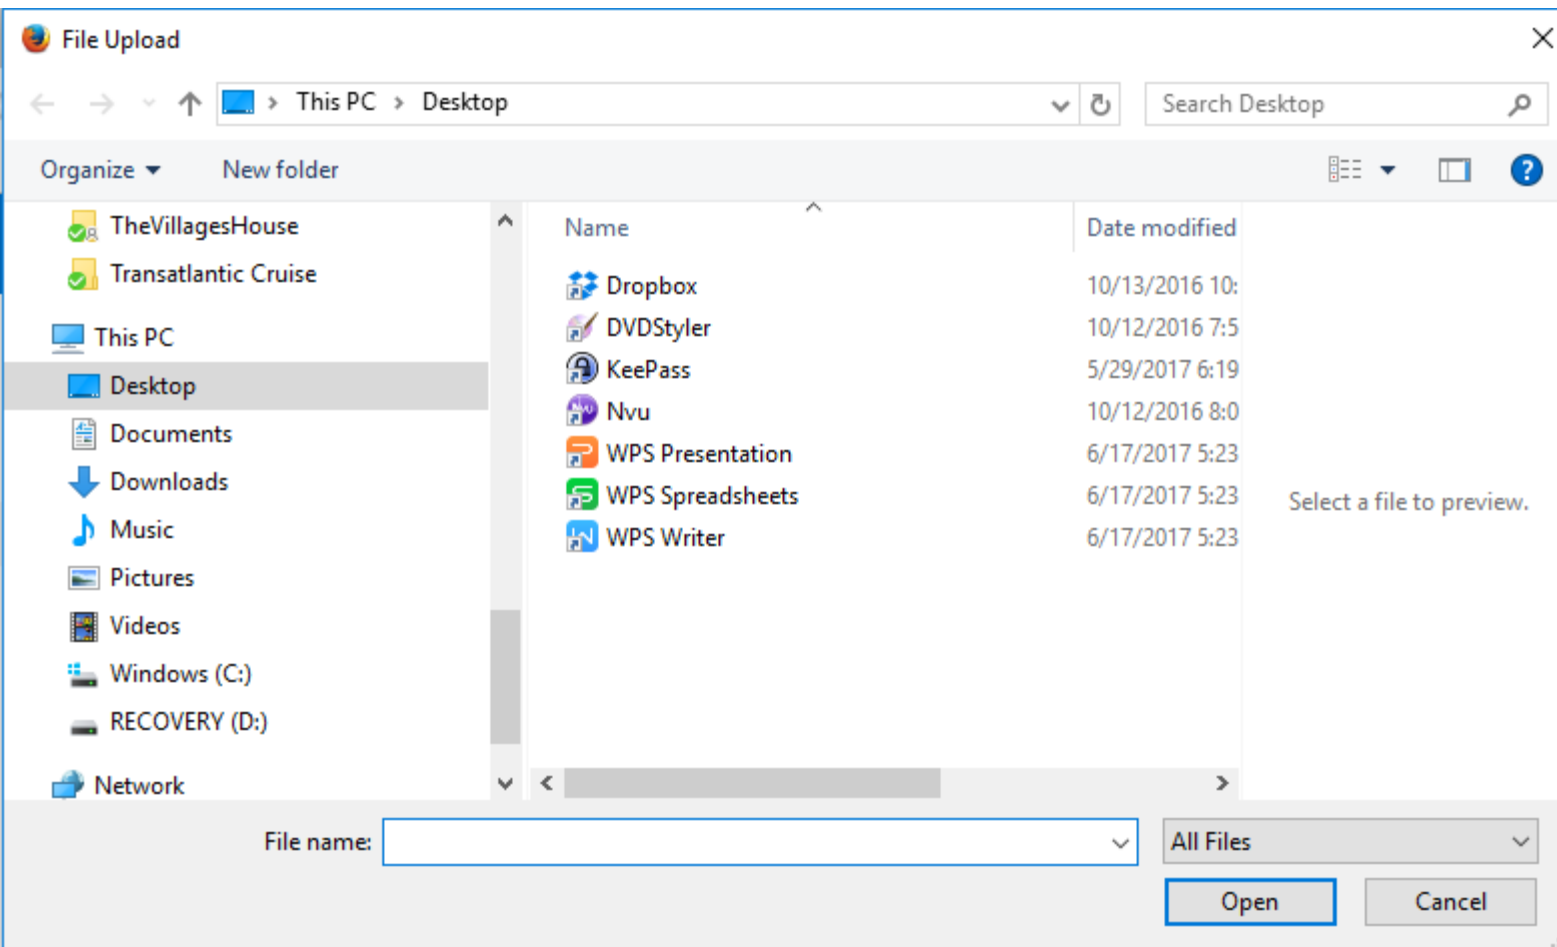 File Upload
This PC > Desktop
Search Desktop
Organize
New folder
TheVillagesHouse
Transatlantic Cruise
This PC
Desktop
Documents
Downloads
Music
Pictures
Videos
Windows (C:)
RECOVERY (D:)
Network
Name Date modified
Dropbox 10/13/2016 10:
DVDStyler 10/12/2016 7:5
KeePass 5/29/2017 6:19
Nvu 10/12/2016 8:0
WPS Presentation 6/17/2017 5:23
WPS Spreadsheets 6/17/2017 5:23
WPS Writer 6/17/2017 5:23
Select a file to preview.
File name:
All Files
Open
Cancel